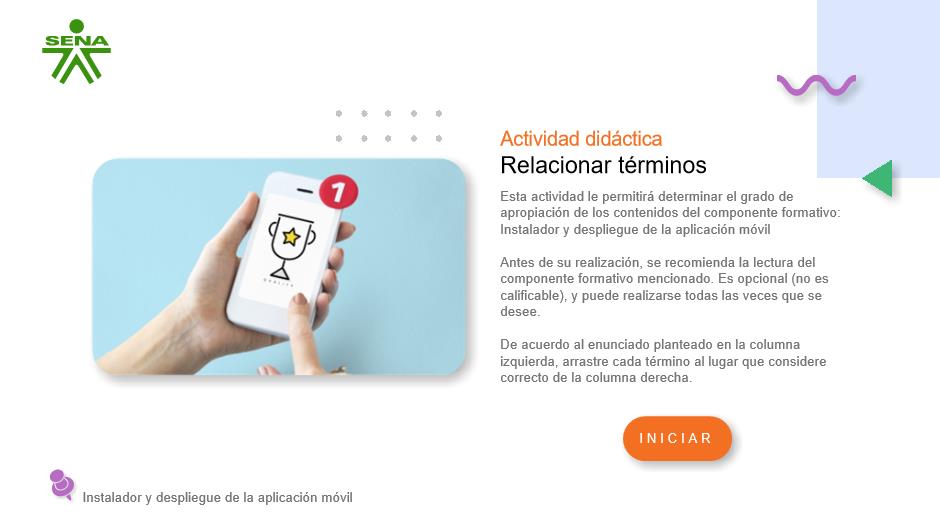 SENA
Actividad didáctica
Relacionar términos
Esta actividad le permitirá determinar el grado de
apropiación de los contenidos del componente formativo:
Instalador y despliegue de la aplicación móvil
Antes de su realización, se recomienda la lectura del
componente formativo mencionado. Es opcional (no es
calificable), y puede realizarse todas las veces que se
desee.
De acuerdo al enunciado planteado en la columna
izquierda, arrastre cada término al lugar que considere
correcto de la columna derecha.
1
QUALITY
INICIAR
Instalador y despliegue de la aplicación móvil